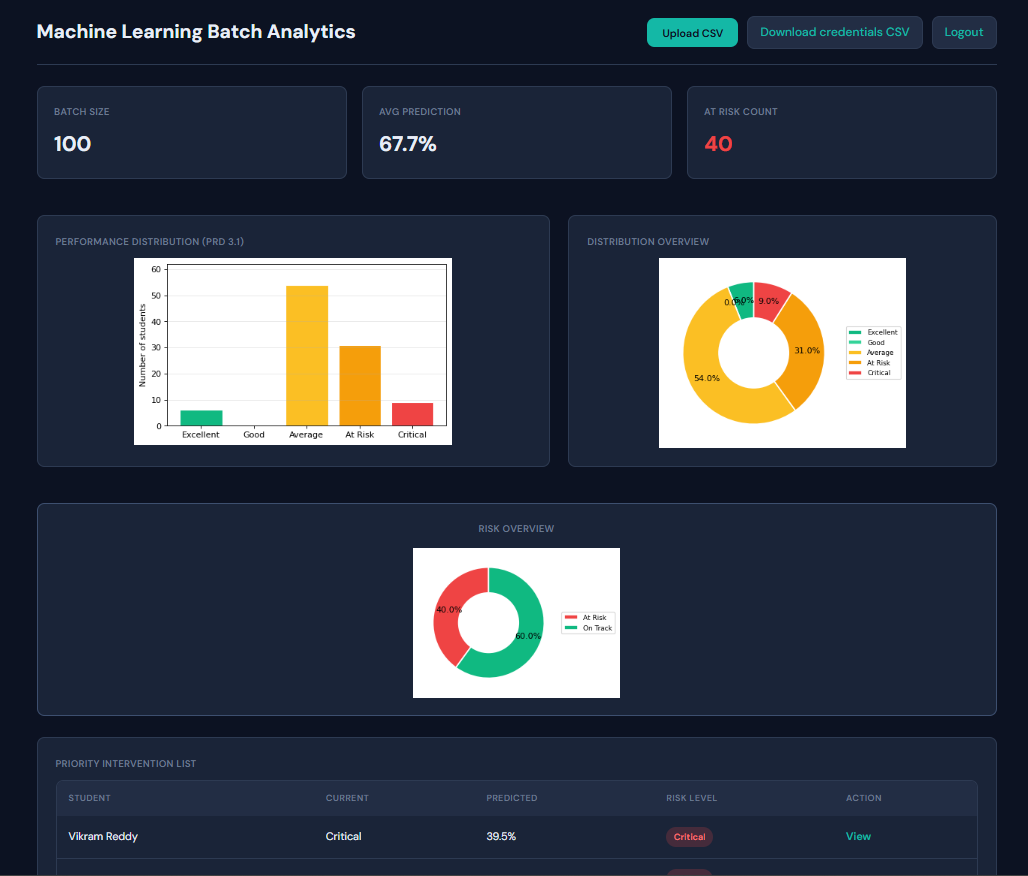 Machine Learning Batch Analytics
Upload CSV
Download credentials CSV
Logout
BATCH SIZE
100
AVG PREDICTION
67.7%
AT RISK COUNT
40
PERFORMANCE DISTRIBUTION (PRD 3.1)
Number of students
60
50
40
30
20
10
0
Excellent Good Average At Risk Critical
DISTRIBUTION OVERVIEW
0.0%
6.0%
9.0%
31.0%
54.0%
Excellent
Good
Average
At Risk
Critical
RISK OVERVIEW
40.0%
60.0%
At Risk
On Track
PRIORITY INTERVENTION LIST
STUDENT CURRENT PREDICTED RISK LEVEL ACTION
Vikram Reddy Critical 39.5% Critical View